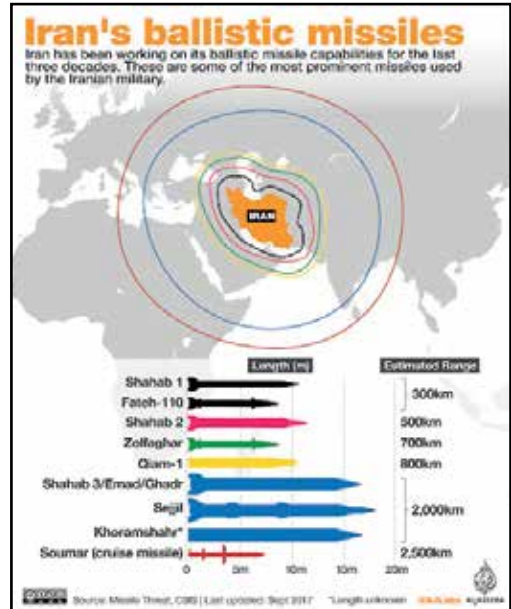 Iran's ballistic missiles
Iran has been working on its ballistic missile capabilities for the last
three decades. These are some of the most prominent missiles used
by the Iranian military.
IRAN
Length (m)
Estimated Range
Shahab 1
Fateh-110
300km
Shahab 2
500km
Zolfaghar
700km
Qiam-1
800km
Shahab 3/Emad/Ghadr
Sejjil
2,000km
Khoramshahr*
Soumar (cruise missile)
2,500km
0
5m
10m
15m
20m
Source: Missile Threat, CSIS | Last updated: Sept 2017
*Length unknown
ALJAZEERA